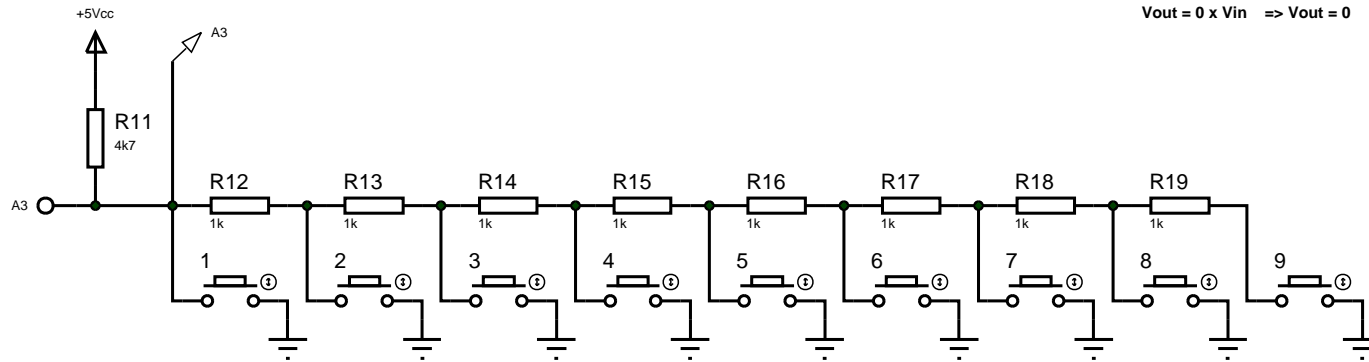 Vout = 0 x Vin => Vout = 0
+5Vcc
A3
R11
4k7
A3
R12 R13 R14 R15 R16 R17 R18 R19
1k 1k 1k 1k 1k 1k 1k 1k
1 2 3 4 5 6 7 8 9